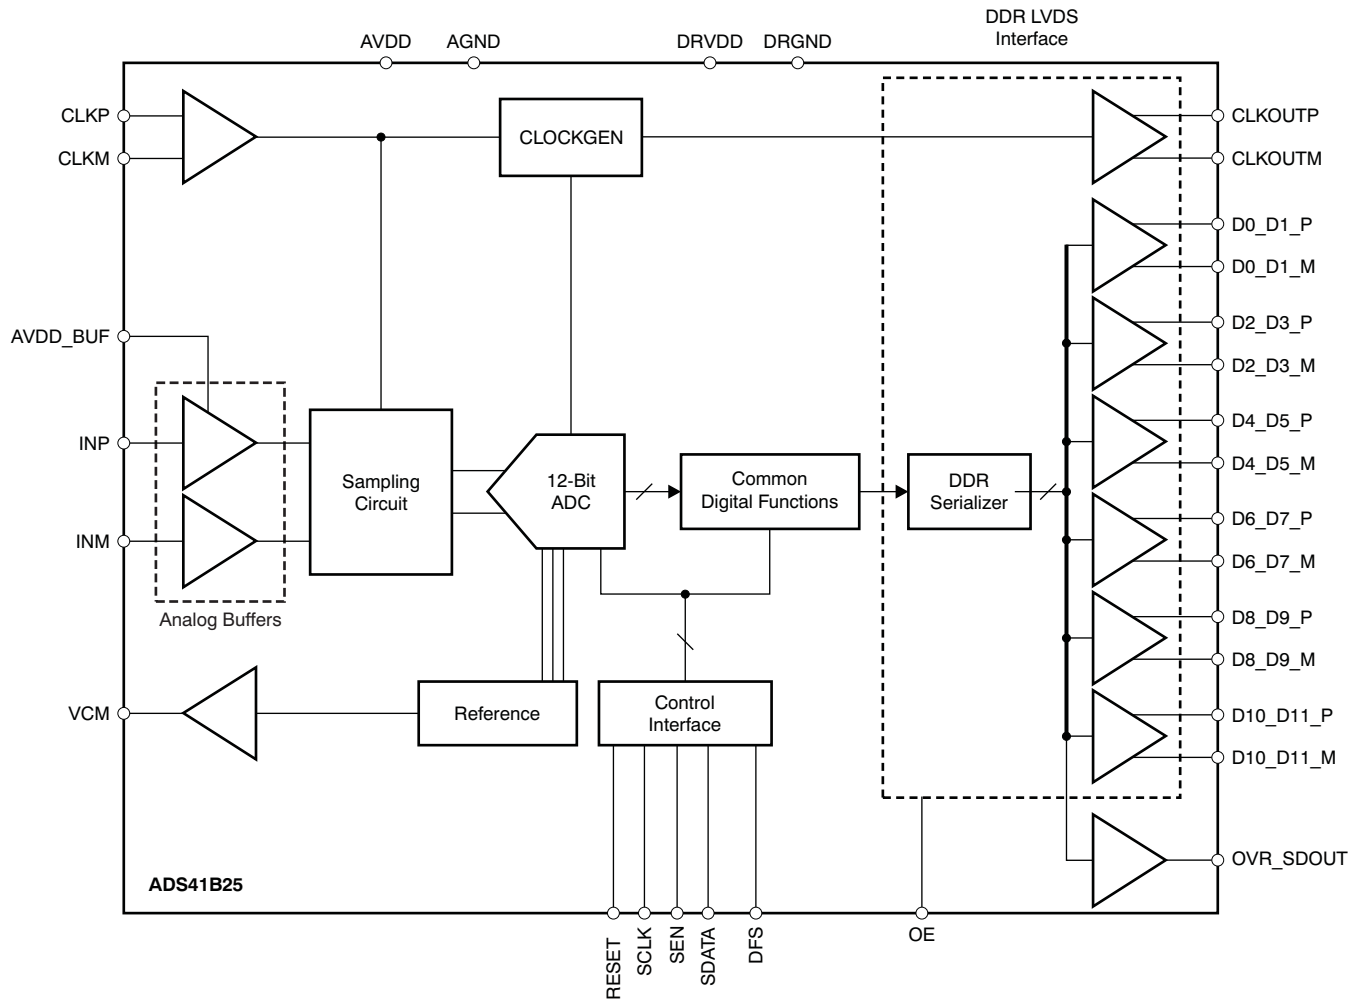 DDR LVDS
Interface
AVDD
AGND
DRVDD
DRGND
CLKP
CLKM
CLOCKGEN
CLKOUTP
CLKOUTM
D0_D1_P
D0_D1_M
AVDD_BUF
D2_D3_P
D2_D3_M
INP
INM
Analog Buffers
Sampling
Circuit
12-Bit
ADC
Common
Digital Functions
DDR
Serializer
D4_D5_P
D4_D5_M
D6_D7_P
D6_D7_M
D8_D9_P
D8_D9_M
VCM
Reference
Control
Interface
D10_D11_P
D10_D11_M
OVR_SDOUT
ADS41B25
RESET
SCLK
SEN
SDATA
DFS
OE